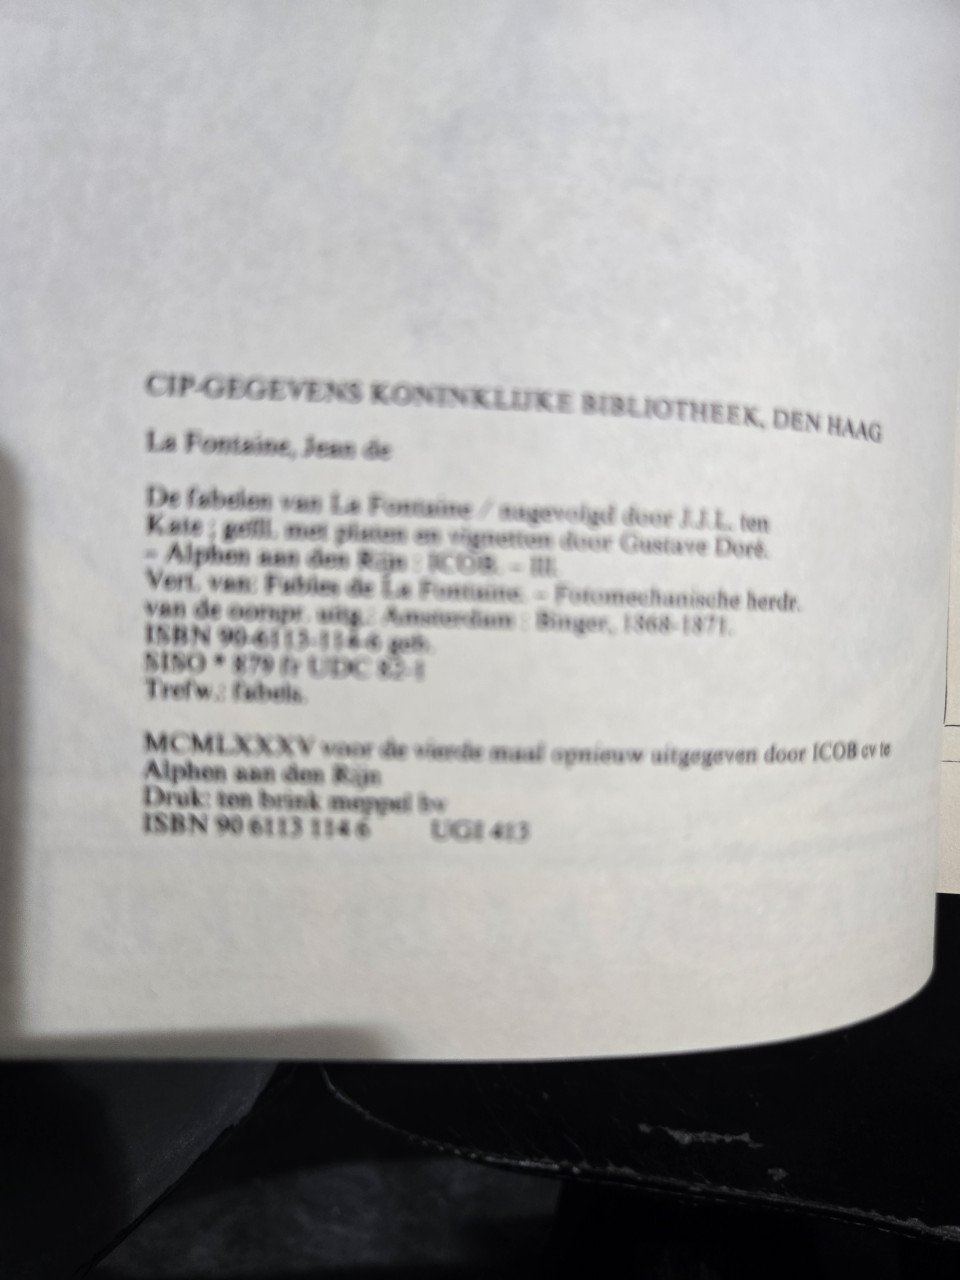 CIP-GEGEVENS KONINKLIJKE BIBLIOTHEEK, DEN HAAG
La Fontaine, Jean de
De fabelen van La Fontaine / nagevolgd door J.J.L. ten
Kate ; geïll. met platen en vignetten door Gustave Doré.
– Alphen aan den Rijn : ICOB. – Ill.
Vert. van: Fables de La Fontaine. – Fotomechanische herdr.
van de oorspr. uitg.: Amsterdam : Binger, 1868-1871.
ISBN 90-6113-114-6 geb.
SISO * 879 fr UDC 82-1
Trefw.: fabels.
MCMLXXXV voor de vierde maal opnieuw uitgegeven door ICOB cv te
Alphen aan den Rijn
Druk: ten brink meppel bv
ISBN 90 6113 114 6 UGI 413